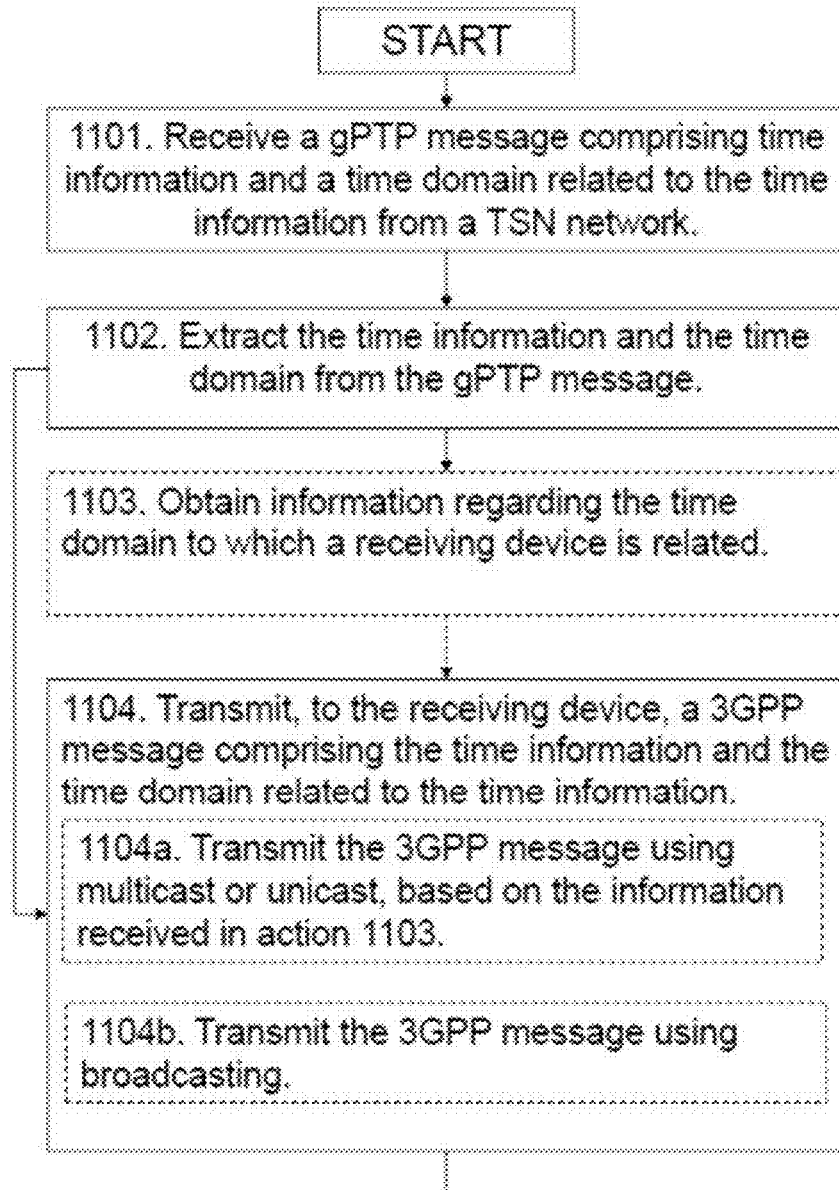 START
1101. Receive a gPTP message comprising time
information and a time domain related to the time
information from a TSN network.
1102. Extract the time information and the time
domain from the gPTP message.
1103. Obtain information regarding the time
domain to which a receiving device is related.
1104. Transmit, to the receiving device, a 3GPP
message comprising the time information and the
time domain related to the time information.
1104a. Transmit the 3GPP message using
multicast or unicast, based on the information
received in action 1103.
1104b. Transmit the 3GPP message using
broadcasting.